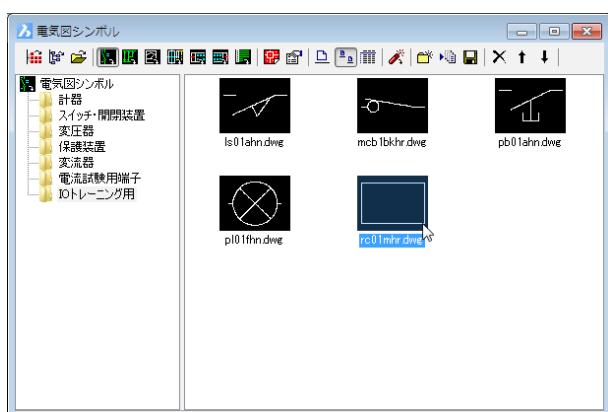 電気図シンボル
電気図シンボル
計器
スイッチ・開閉装置
変圧器
保護装置
変流器
電流試験用端子
IOトレーニング用
ls01ahn.dwg
mcb1bkhr.dwg
pb01ahn.dwg
pl01fhn.dwg
rc01mhr.dwg